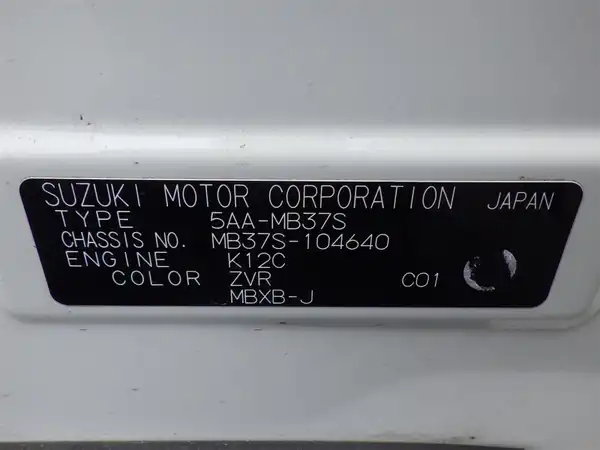 SUZUKI MOTOR CORPORATION JAPAN
TYPE 5AA-MB37S
CHASSIS NO. MB37S-104640
ENGINE K12C
COLOR ZVR C01
MBXB-J